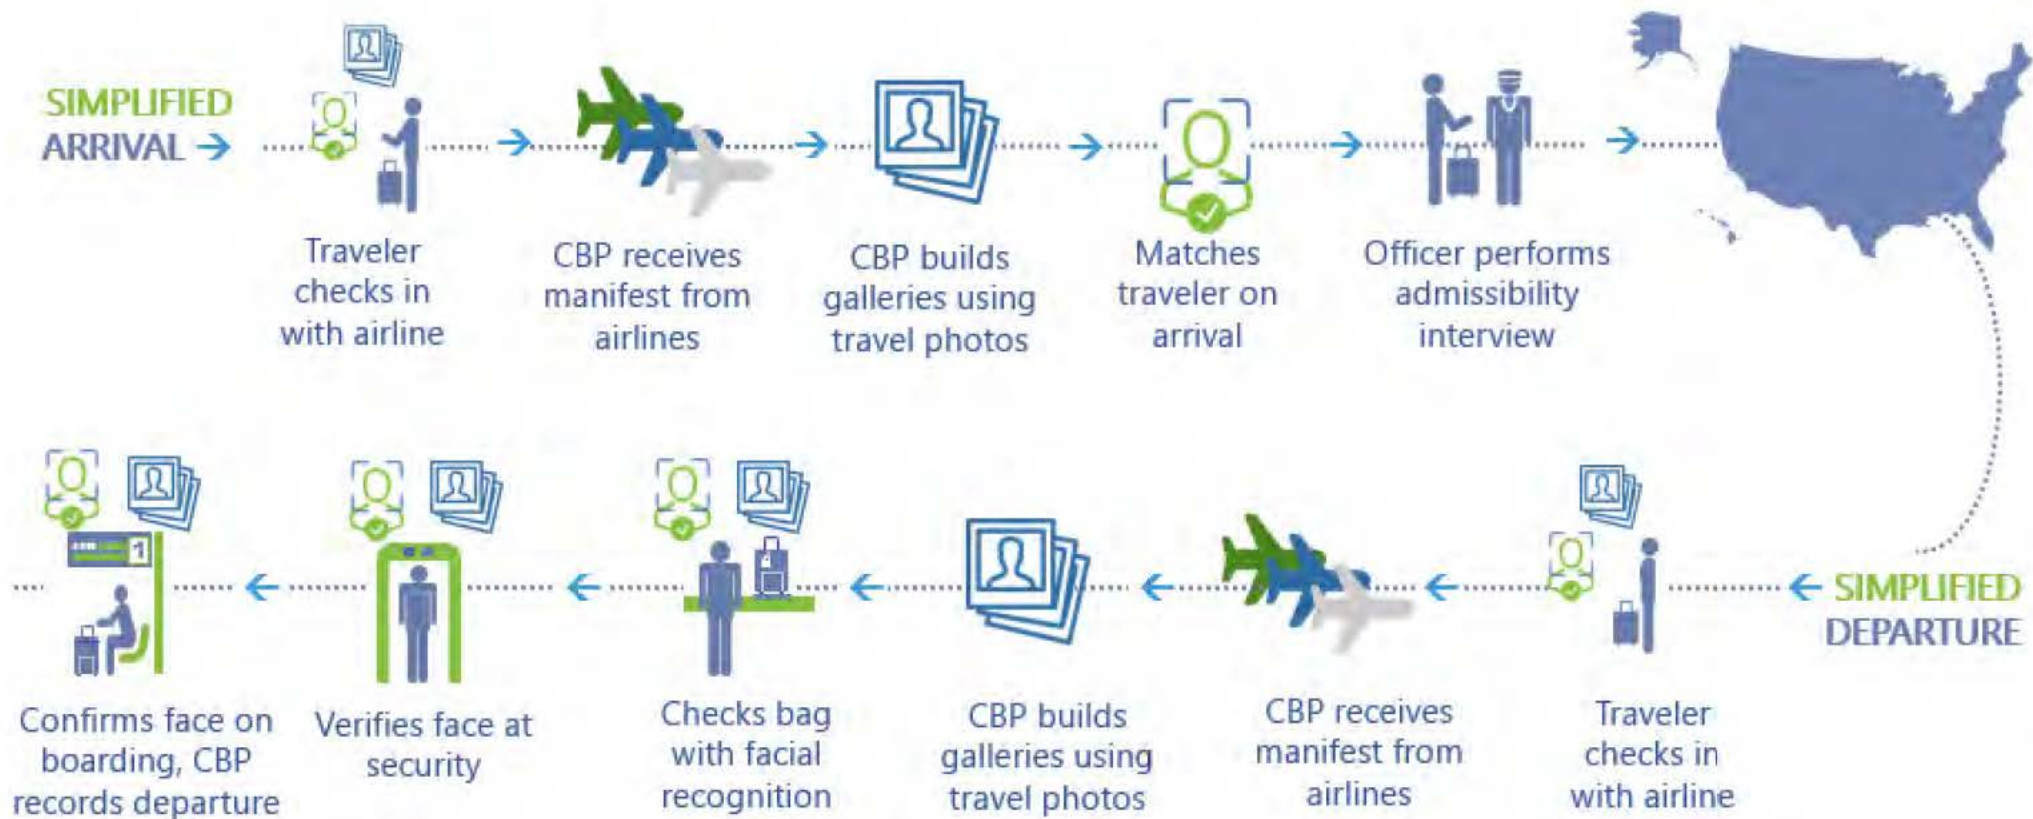 SIMPLIFIED
ARRIVAL
Traveler
checks in
with airline
CBP receives
manifest from
airlines
CBP builds
galleries using
travel photos
Matches
traveler on
arrival
Officer performs
admissibility
interview
SIMPLIFIED
DEPARTURE
Traveler
checks in
with airline
CBP receives
manifest from
airlines
CBP builds
galleries using
travel photos
Checks bag
with facial
recognition
Verifies face at
security
1
Confirms face on
boarding, CBP
records departure